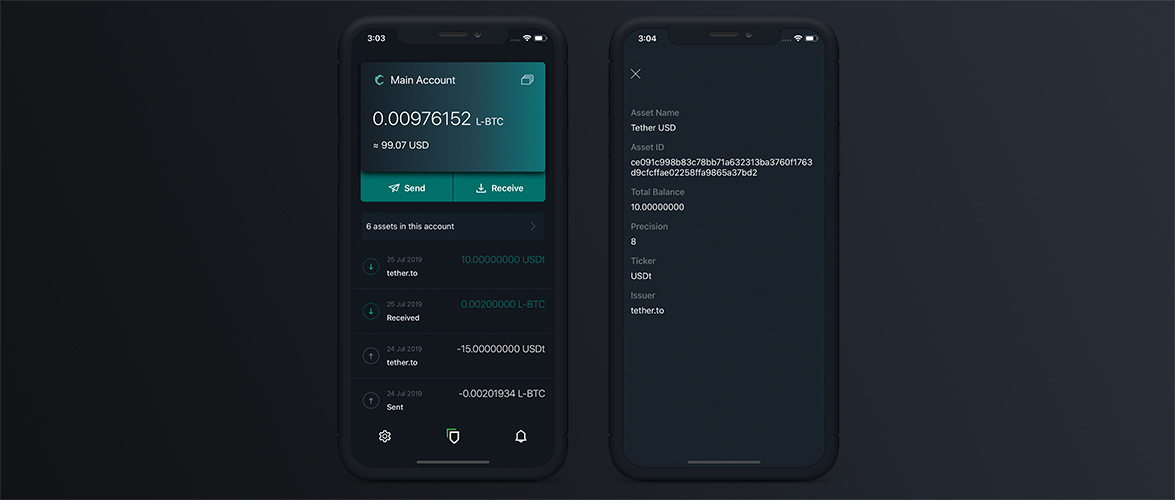 3:03
Main Account
0.00976152 L-BTC
≈ 99.07 USD
Send
Receive
6 assets in this account
25 Jul 2019
10.00000000 USDt
tether.to
25 Jul 2019
0.00200000 L-BTC
Received
24 Jul 2019
-15.00000000 USDt
tether.to
24 Jul 2019
-0.00201934 L-BTC
Sent
3:04
Asset Name
Tether USD
Asset ID
ce091c998b83c78bb71a632313ba3760f1763
d9cfcffae02258ffa9865a37bd2
Total Balance
10.00000000
Precision
8
Ticker
USDt
Issuer
tether.to